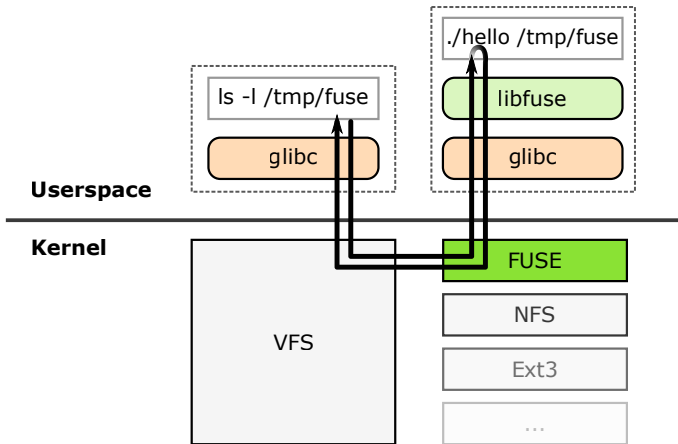 ./hello /tmp/fuse
ls -l /tmp/fuse
libfuse
glibc
glibc
Userspace
Kernel
FUSE
NFS
VFS
Ext3
...